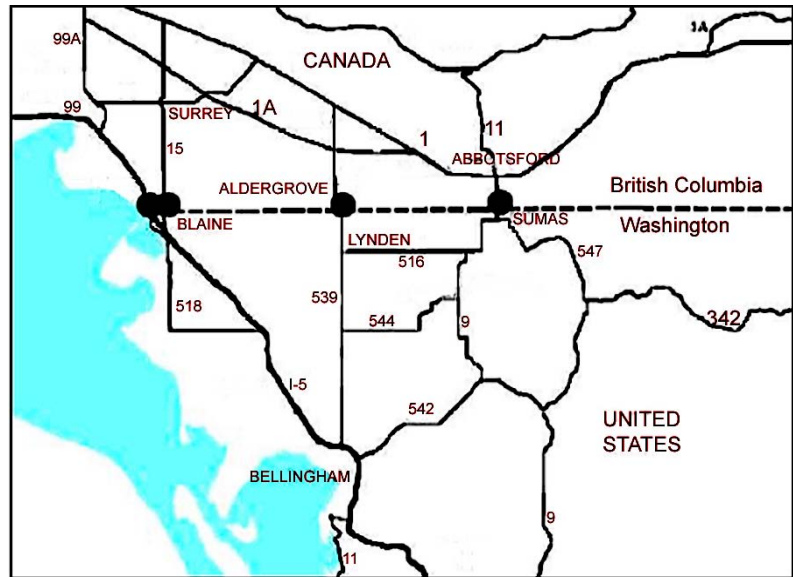 1A
99A
CANADA
99
SURREY
1A
1
11
15
ABBOTSFORD
ALDERGROVE
British Columbia
BLAINE
SUMAS
Washington
LYNDEN
516
547
518
539
544
9
342
I-5
542
UNITED
STATES
BELLINGHAM
9
11